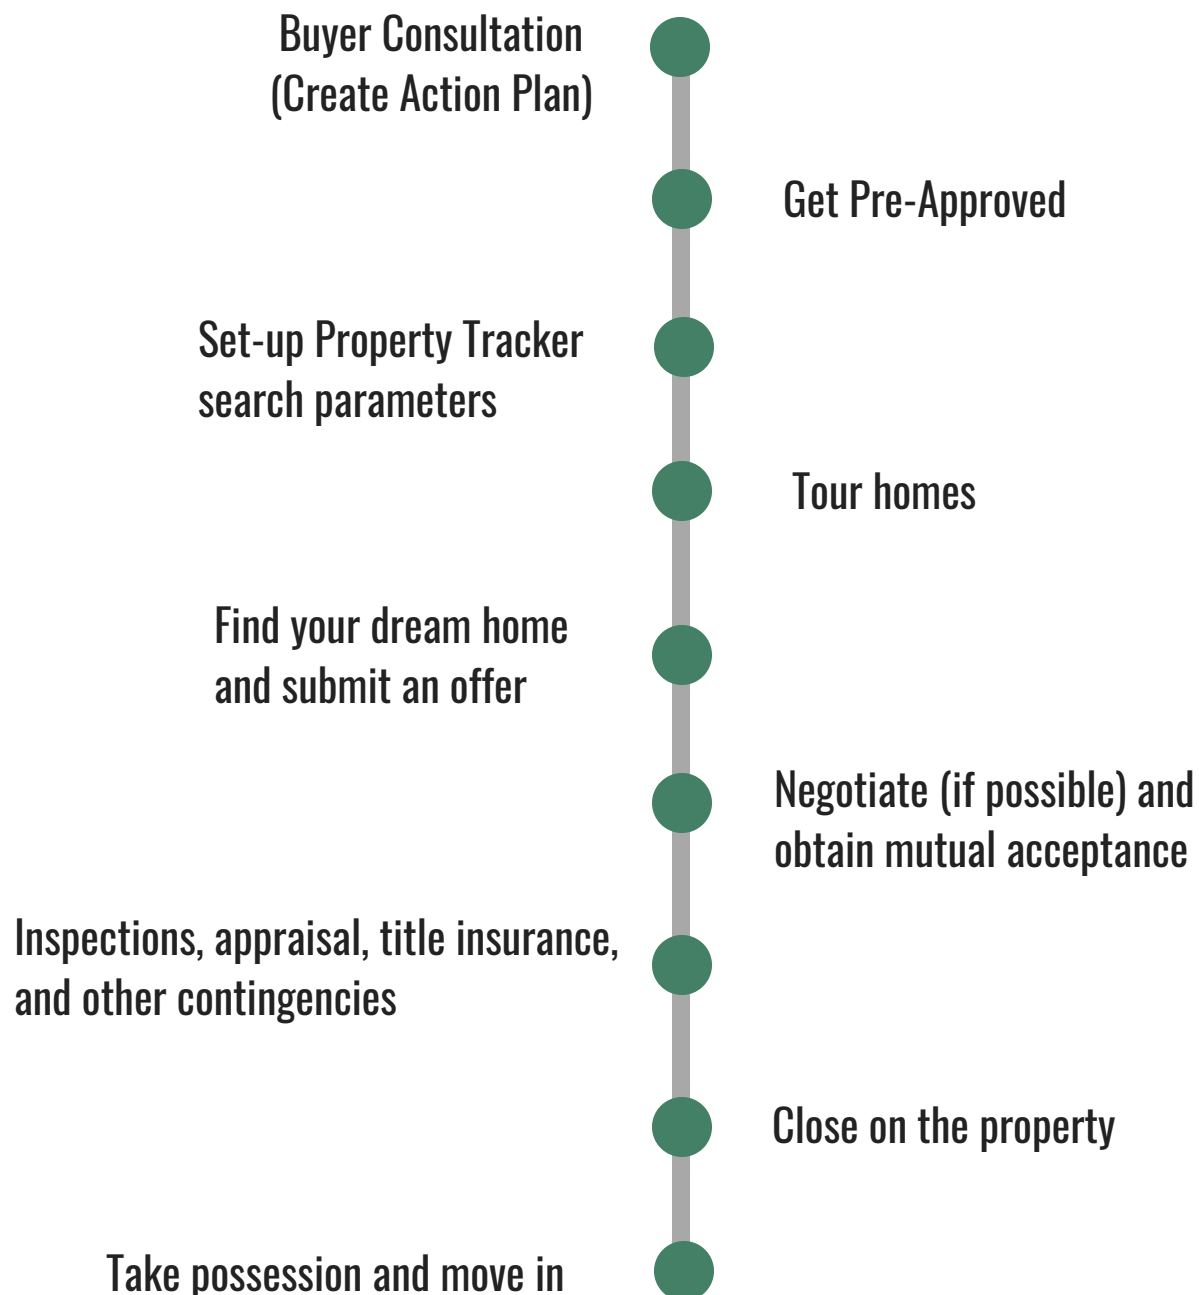 Buyer Consultation
(Create Action Plan)
Get Pre-Approved
Set-up Property Tracker
search parameters
Tour homes
Find your dream home
and submit an offer
Negotiate (if possible) and
obtain mutual acceptance
Inspections, appraisal, title insurance,
and other contingencies
Close on the property
Take possession and move in